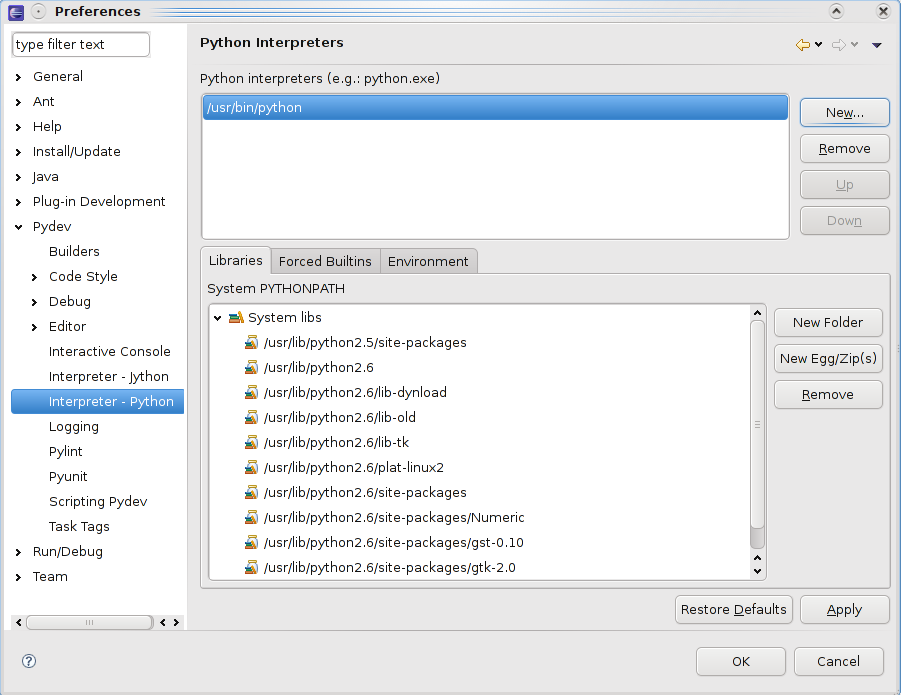 Preferences
type filter text
General
Ant
Help
Install/Update
Java
Plug-in Development
Pydev
Builders
Code Style
Debug
Editor
Interactive Console
Interpreter - Jython
Interpreter - Python
Logging
Pylint
Pyunit
Scripting Pydev
Task Tags
Run/Debug
Team
Python Interpreters
Python interpreters (e.g.: python.exe)
/usr/bin/python
New...
Remove
Up
Down
Libraries Forced Builtins Environment
System PYTHONPATH
System libs
/usr/lib/python2.5/site-packages
/usr/lib/python2.6
/usr/lib/python2.6/lib-dynload
/usr/lib/python2.6/lib-old
/usr/lib/python2.6/lib-tk
/usr/lib/python2.6/plat-linux2
/usr/lib/python2.6/site-packages
/usr/lib/python2.6/site-packages/Numeric
/usr/lib/python2.6/site-packages/gst-0.10
/usr/lib/python2.6/site-packages/gtk-2.0
New Folder
New Egg/Zip(s)
Remove
Restore Defaults Apply
? OK Cancel